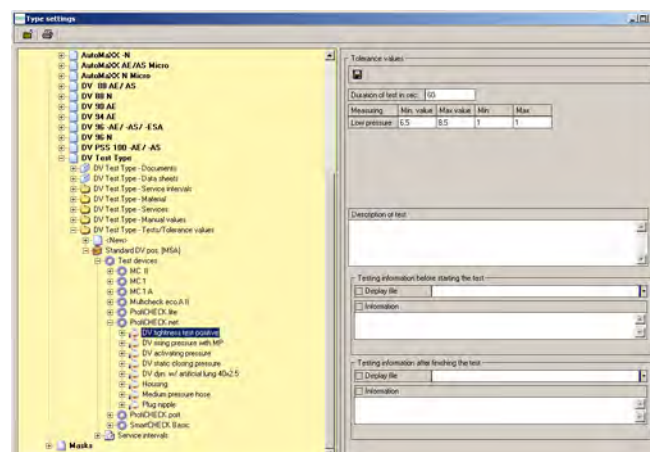 Type settings
AutoMaXX -N
AutoMaXX AE/AS Micro
AutoMaXX N Micro
DV -88 AE/ AS
DV 88 N
DV 90 AE
DV 94 AE
DV 96 -AE/ -AS/ -ESA
DV 96 N
DV PSS 100 -AE/ -AS
DV Test Type
DV Test Type - Documents
DV Test Type - Data sheets
DV Test Type - Service intervals
DV Test Type - Material
DV Test Type - Services
DV Test Type - Manual values
DV Test Type - Tests/Tolerance values
<New>
Standard DV pos. [MSA]
Test devices
MC II
MC 1
MC 1 A
Multicheck eco.A II
ProfiCHECK lite
ProfiCHECK net
DV tightness test positive
DV swing pressure with MP
DV activating pressure
DV static closing pressure
DV dyn. w/ artificial lung 40x2.5
Housing
Medium pressure hose
Plug nipple
ProfiCHECK port
SmartCHECK Basic
Service intervals
Masks
Tolerance values
Duration of test in sec. 60
Measuring Min. value Max value Min Max
Low pressure 6.5 8.5 1 1
Description of test
Testing information before starting the test
Display file
Information
Testing information after finishing the test
Display file
Information